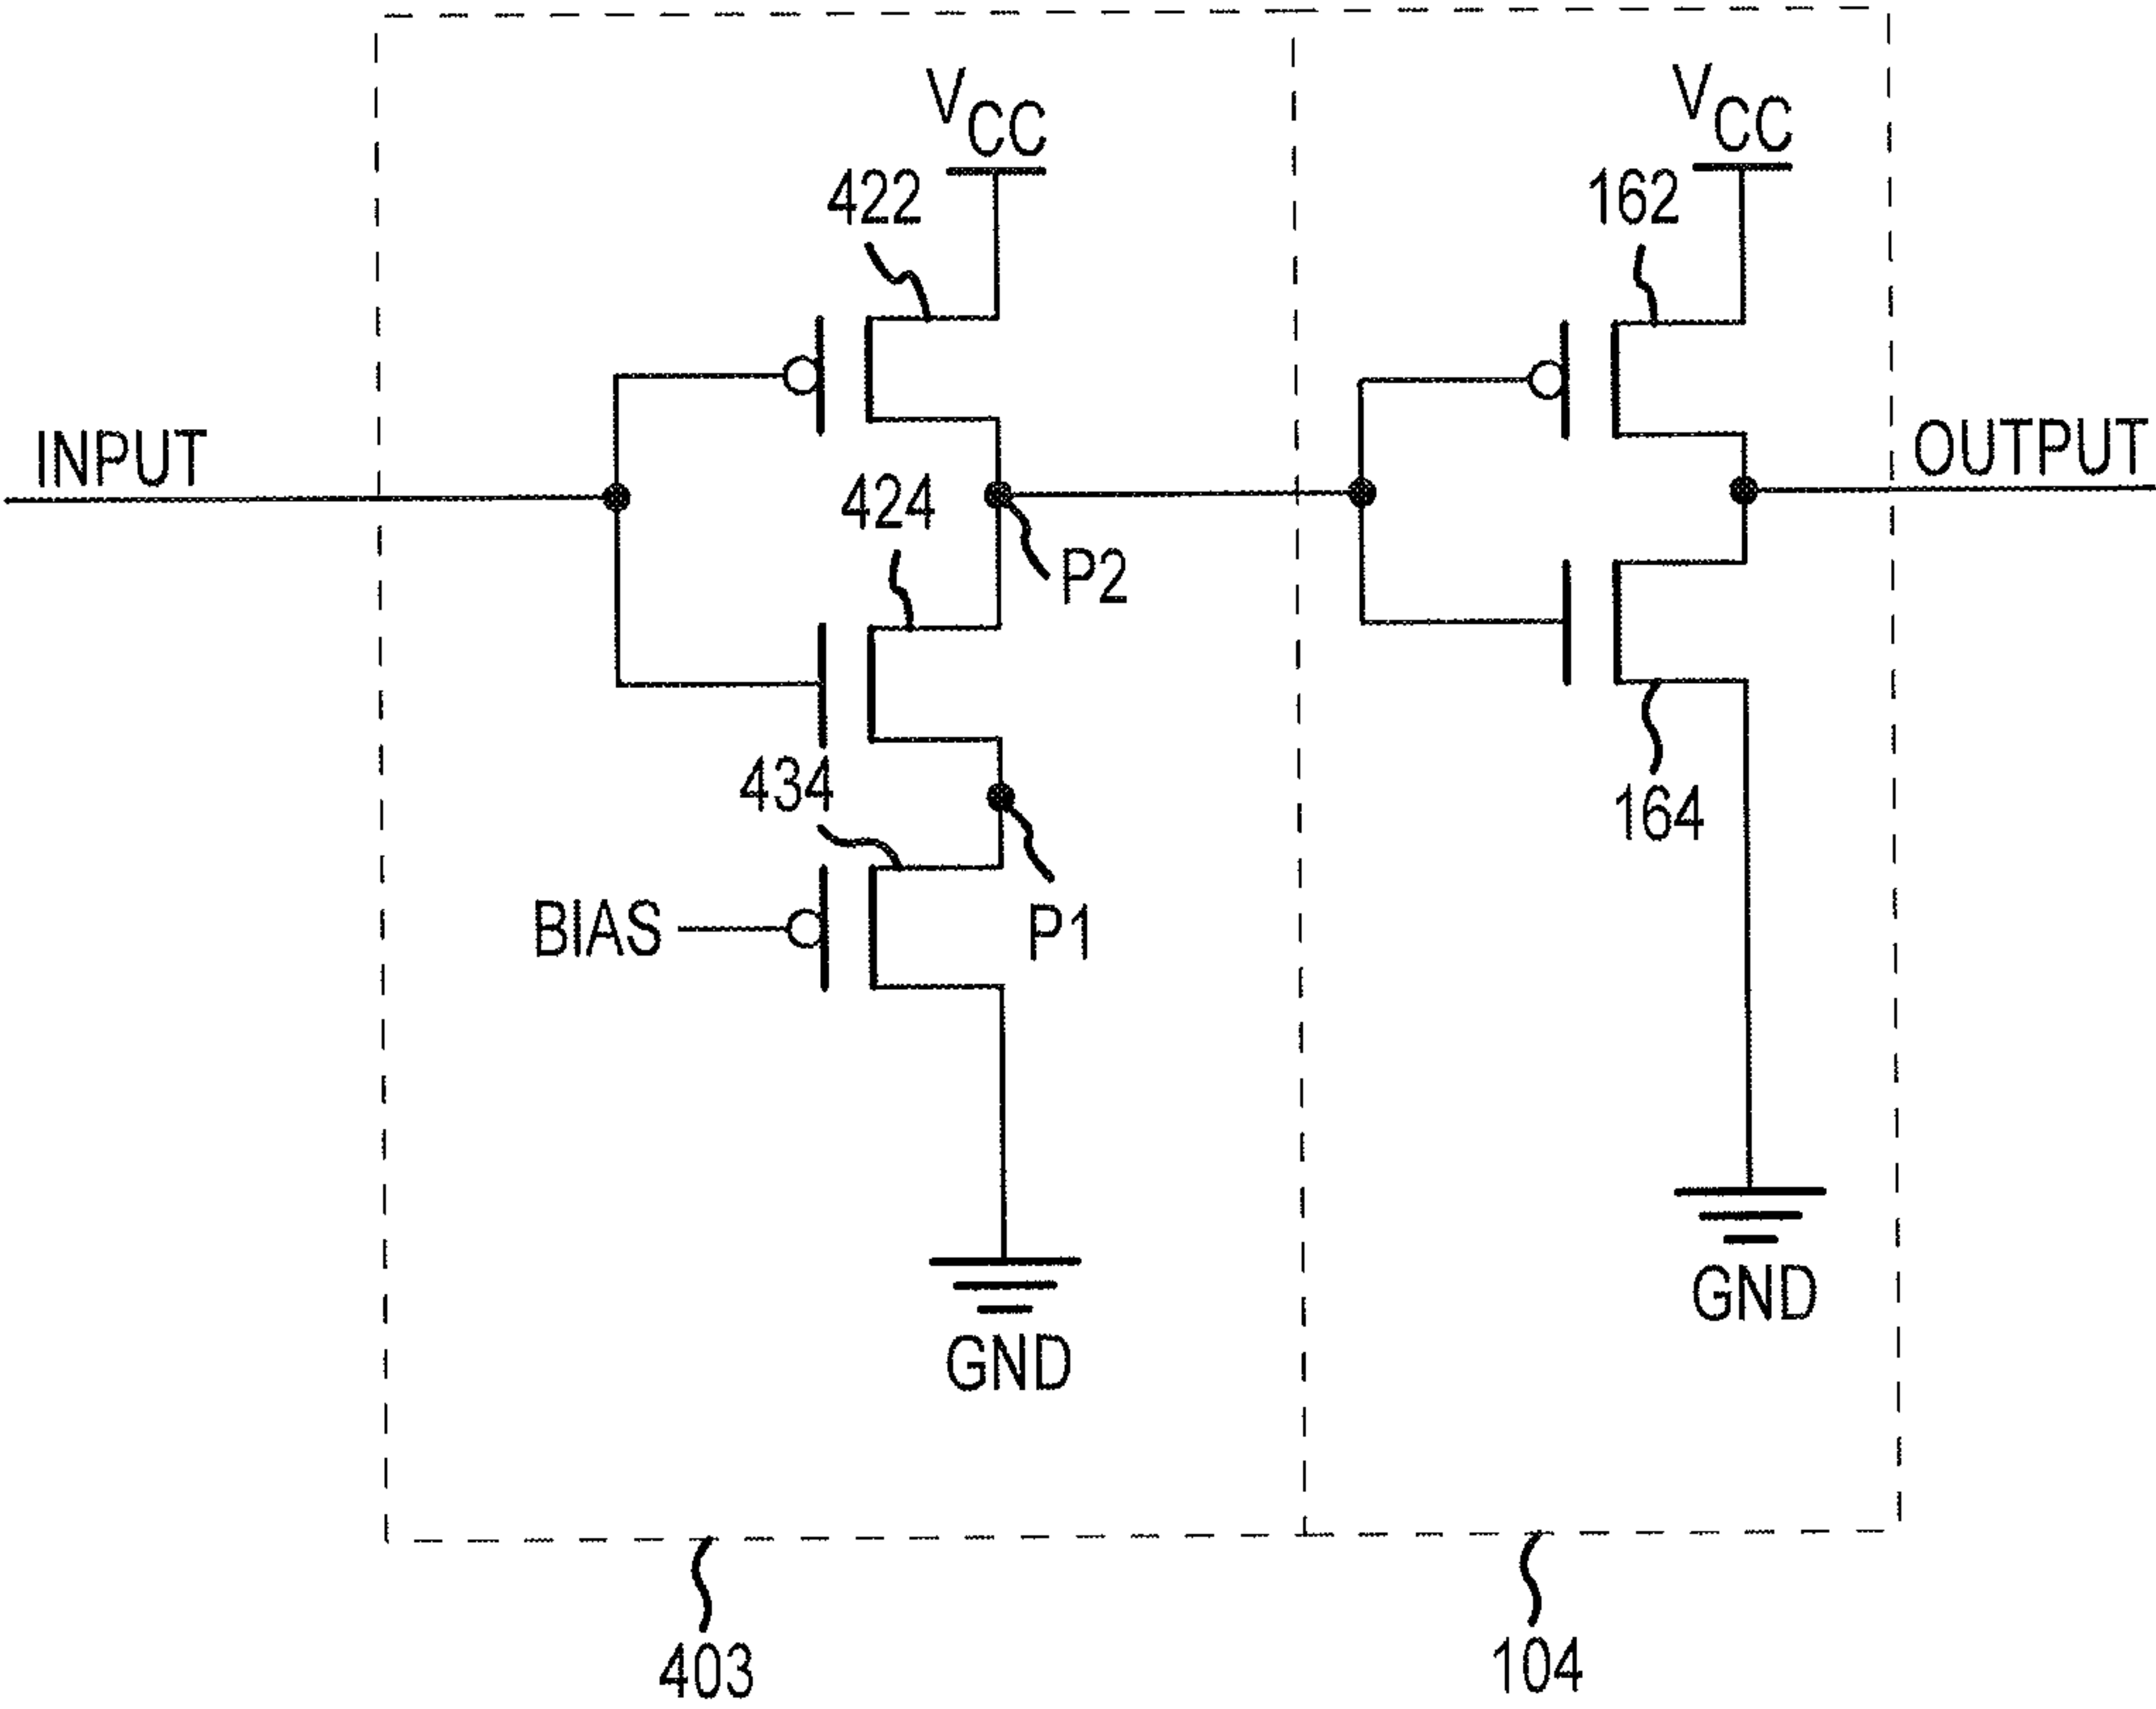 VCC
VCC
422
162
INPUT
OUTPUT
424
P2
434
164
BIAS
P1
GND
GND
403
104